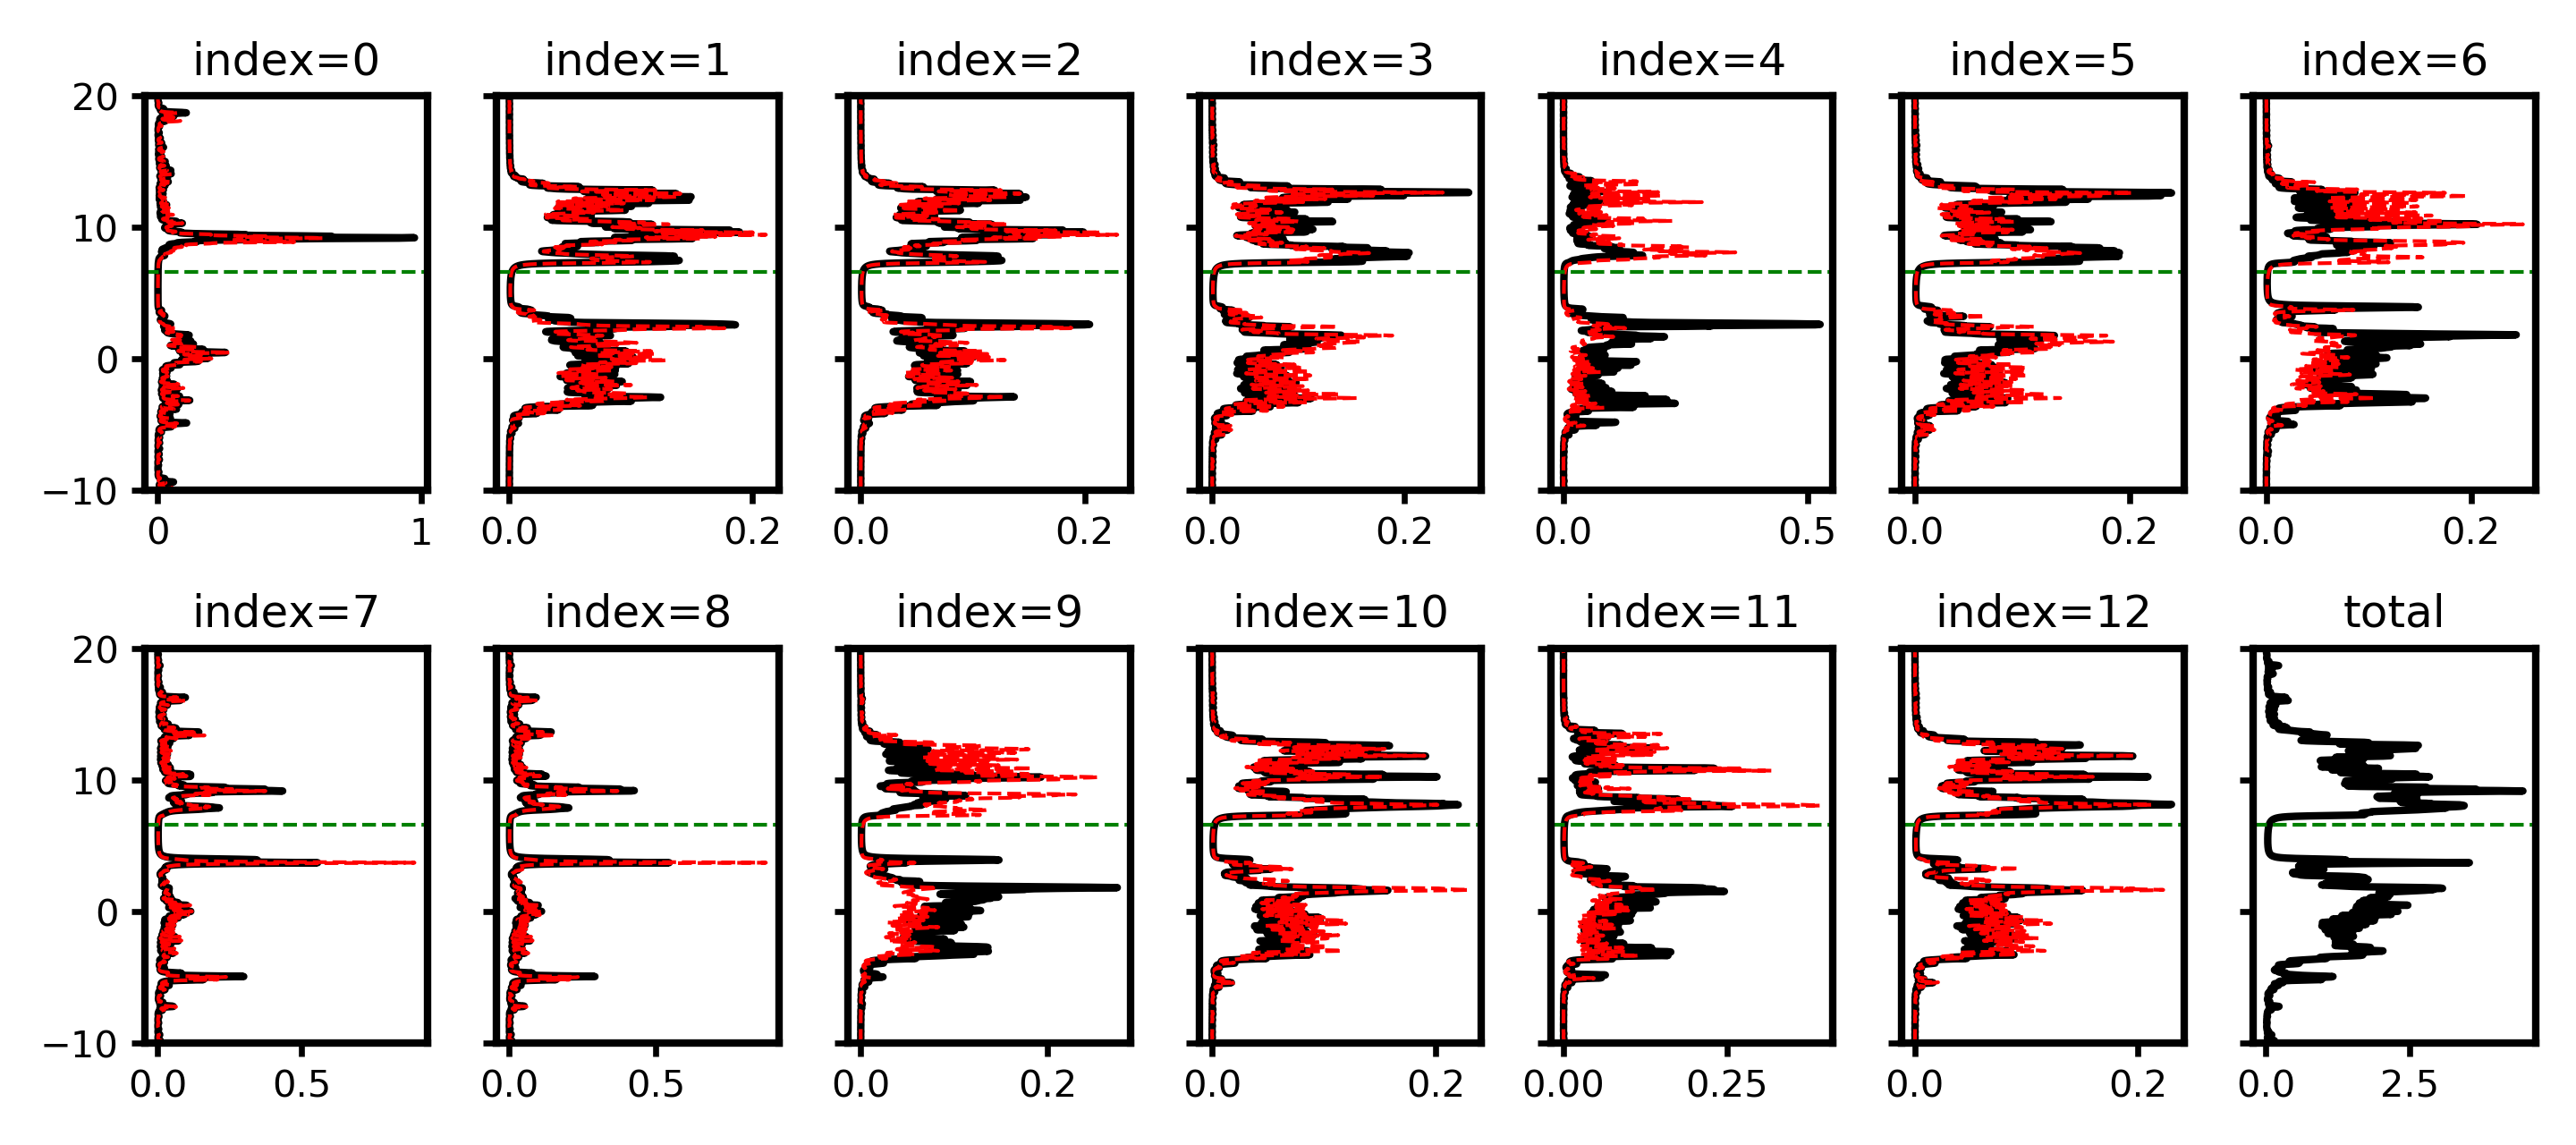 index=0 index=1 index=2 index=3 index=4 index=5 index=6
20
10
0
−10
0 1 0.0 0.2 0.0 0.2 0.0 0.2 0.0 0.5 0.0 0.2 0.0 0.2
index=7 index=8 index=9 index=10 index=11 index=12 total
20
10
0
−10
0.0 0.5 0.0 0.5 0.0 0.2 0.0 0.2 0.00 0.25 0.0 0.2 0.0 2.5